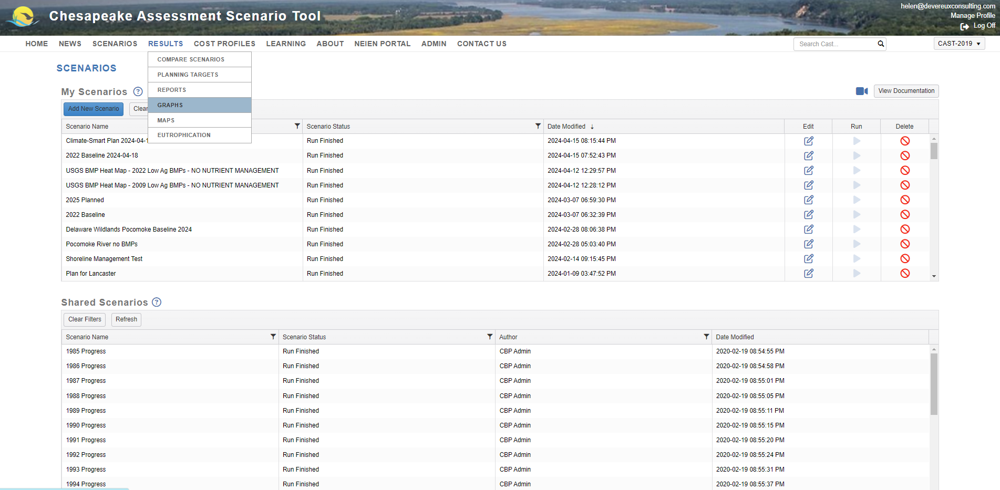 helen@devereuxconsulting.com
Chesapeake Assessment Scenario Tool
Manage Profile
Log Off
HOME NEWS SCENARIOS RESULTS COST PROFILES LEARNING ABOUT NEIEN PORTAL ADMIN CONTACT US Search Cast... CAST-2019
COMPARE SCENARIOS
PLANNING TARGETS
REPORTS
GRAPHS
MAPS
EUTROPHICATION
SCENARIOS
My Scenarios ? View Documentation
Add New Scenario Clear
Scenario Name Scenario Status Date Modified ↓ Edit Run Delete
Climate-Smart Plan 2024-04-1 Run Finished 2024-04-15 08:15:44 PM
2022 Baseline 2024-04-18 Run Finished 2024-04-15 07:52:43 PM
USGS BMP Heat Map - 2022 Low Ag BMPs - NO NUTRIENT MANAGEMENT Run Finished 2024-04-12 12:29:57 PM
USGS BMP Heat Map - 2009 Low Ag BMPs - NO NUTRIENT MANAGEMENT Run Finished 2024-04-12 12:28:12 PM
2025 Planned Run Finished 2024-03-07 06:59:30 PM
2022 Baseline Run Finished 2024-03-07 06:32:39 PM
Delaware Wildlands Pocomoke Baseline 2024 Run Finished 2024-02-28 08:06:38 PM
Pocomoke River no BMPs Run Finished 2024-02-28 05:03:40 PM
Shoreline Management Test Run Finished 2024-02-14 09:15:45 PM
Plan for Lancaster Run Finished 2024-01-09 03:47:52 PM
Shared Scenarios ?
Clear Filters Refresh
Scenario Name Scenario Status Author Date Modified
1985 Progress Run Finished CBP Admin 2020-02-19 08:54:55 PM
1986 Progress Run Finished CBP Admin 2020-02-19 08:54:58 PM
1987 Progress Run Finished CBP Admin 2020-02-19 08:55:01 PM
1988 Progress Run Finished CBP Admin 2020-02-19 08:55:05 PM
1989 Progress Run Finished CBP Admin 2020-02-19 08:55:11 PM
1990 Progress Run Finished CBP Admin 2020-02-19 08:55:15 PM
1991 Progress Run Finished CBP Admin 2020-02-19 08:55:20 PM
1992 Progress Run Finished CBP Admin 2020-02-19 08:55:24 PM
1993 Progress Run Finished CBP Admin 2020-02-19 08:55:31 PM
1994 Progress Run Finished CBP Admin 2020-02-19 08:55:37 PM